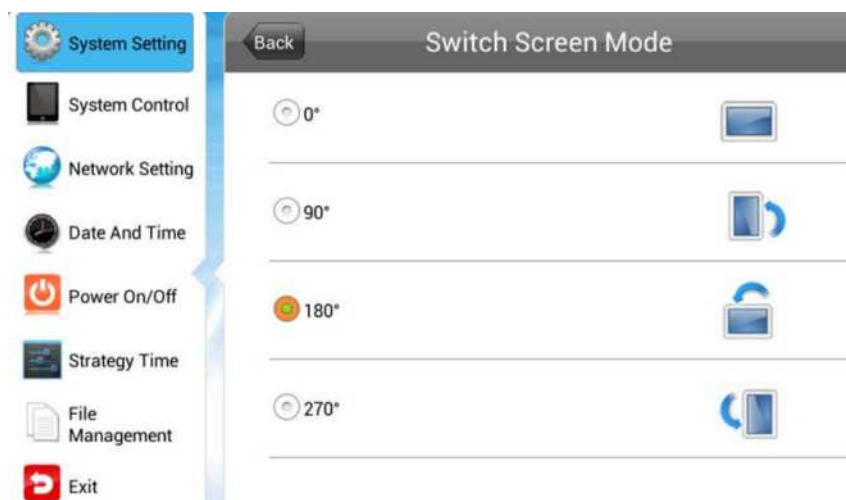 System Setting
System Control
Network Setting
Date And Time
Power On/Off
Strategy Time
File
Management
Exit
Back
Switch Screen Mode
0°
90°
180°
270°